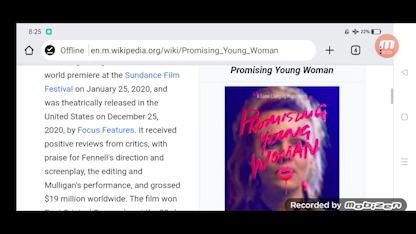 8:25
22%
Offline en.m.wikipedia.org/wiki/Promising_Young_Woman
4
world premiere at the Sundance Film
Festival on January 25, 2020, and
was theatrically released in the
United States on December 25,
2020, by Focus Features. It received
positive reviews from critics, with
praise for Fennell's direction and
screenplay, the editing and
Mulligan's performance, and grossed
$19 million worldwide. The film won
Promising Young Woman
PROMISING
YOUNG
WOMAN
Recorded by Mobizen